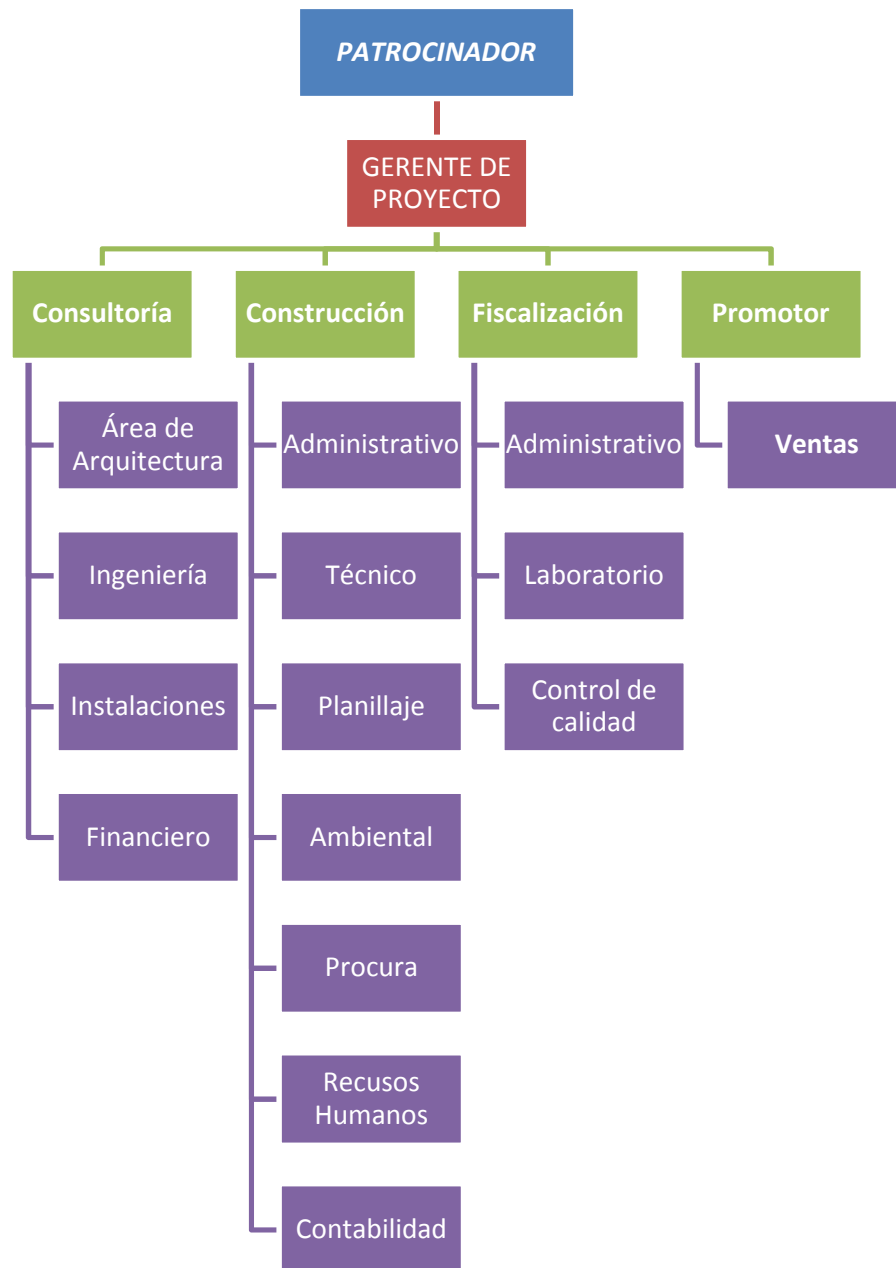 PATROCINADOR
GERENTE DE
PROYECTO
Consultoría
Construcción
Fiscalización
Promotor
Área de
Arquitectura
Ingeniería
Instalaciones
Financiero
Administrativo
Técnico
Planillaje
Ambiental
Procura
Recusos
Humanos
Contabilidad
Administrativo
Laboratorio
Control de
calidad
Ventas